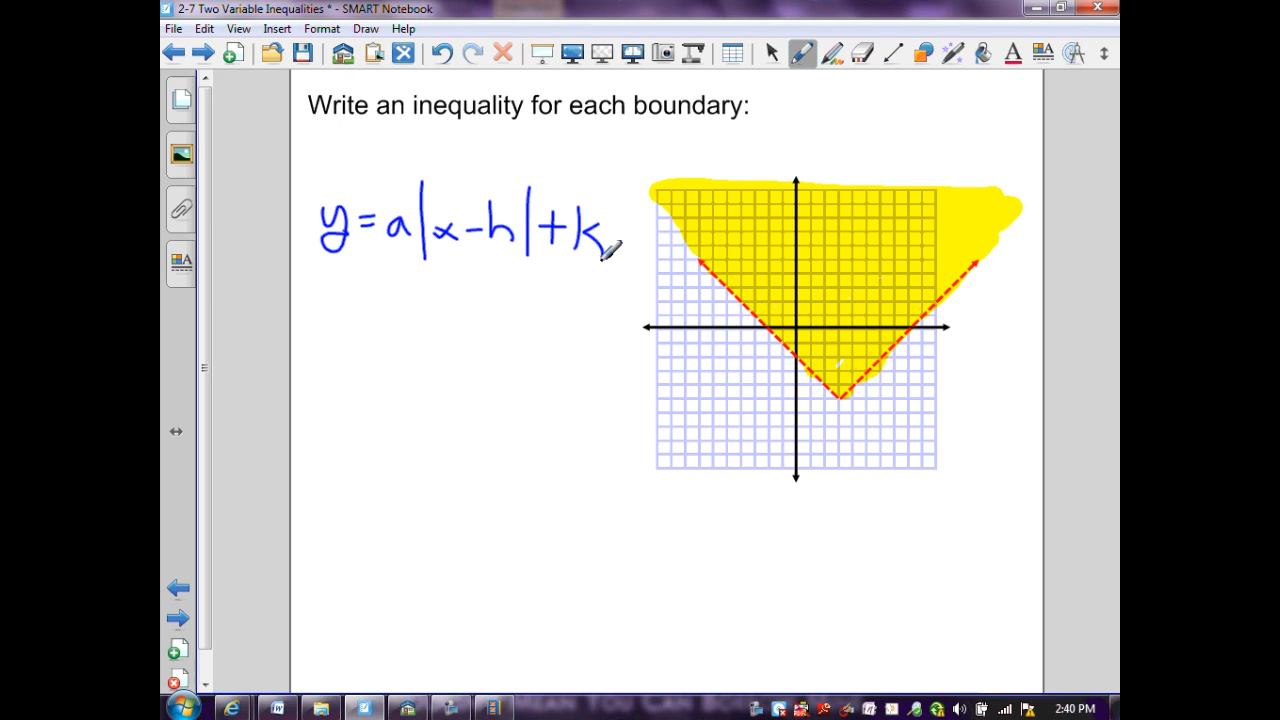 2-7 Two Variable Inequalities * - SMART Notebook
File Edit View Insert Format Draw Help
Write an inequality for each boundary:
y = a|x - h| + k
2:40 PM